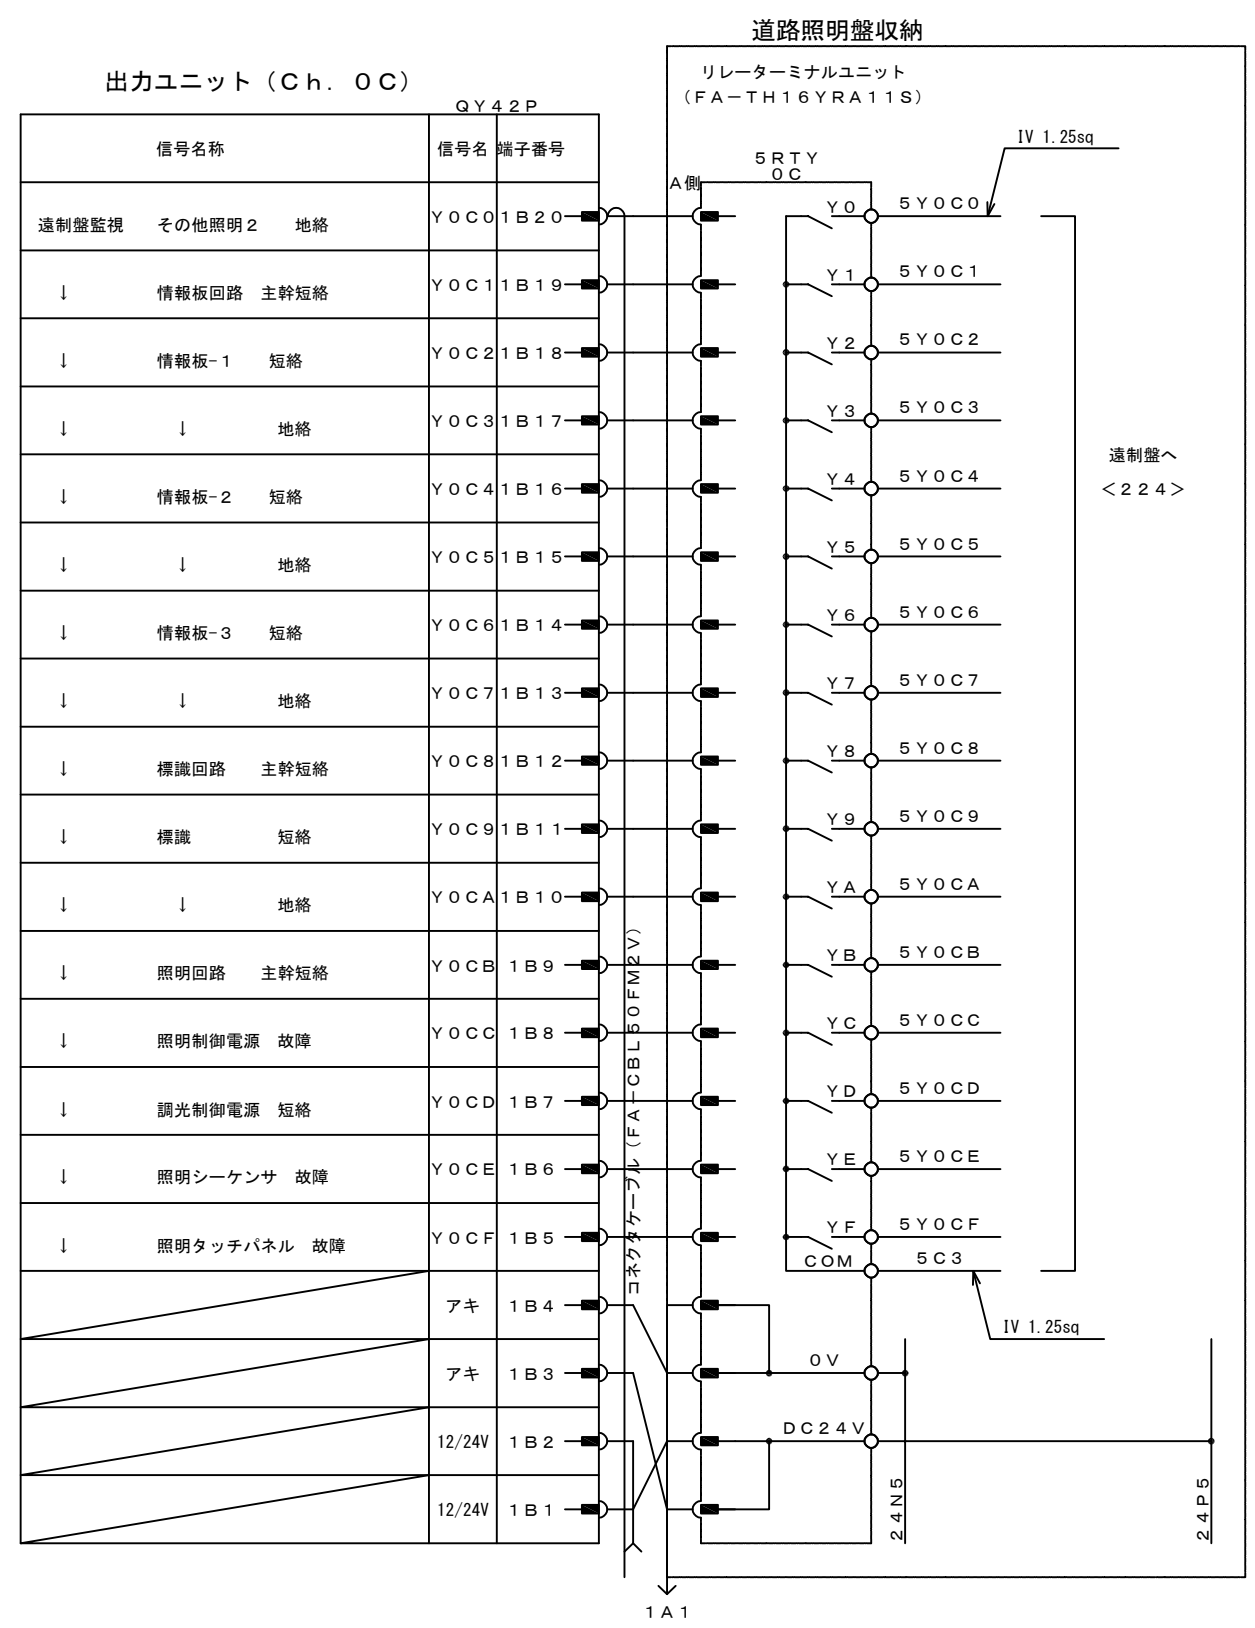 道路照明盤収納
出力ユニット（Ｃｈ．０Ｃ）
リレーターミナルユニット
（ＦＡ－ＴＨ１６ＹＲＡ１１Ｓ）
ＱＹ４２Ｐ
信号名称 信号名 端子番号
IV 1.25sq
５ＲＴＹ
０Ｃ
Ａ側
遠制盤監視 その他照明２ 地絡 Ｙ０Ｃ０ １Ｂ２０ Ｙ０ ５Ｙ０Ｃ０
↓ 情報板回路 主幹短絡 Ｙ０Ｃ１ １Ｂ１９ Ｙ１ ５Ｙ０Ｃ１
↓ 情報板-１ 短絡 Ｙ０Ｃ２ １Ｂ１８ Ｙ２ ５Ｙ０Ｃ２
↓ ↓ 地絡 Ｙ０Ｃ３ １Ｂ１７ Ｙ３ ５Ｙ０Ｃ３
遠制盤へ
＜２２４＞
↓ 情報板-２ 短絡 Ｙ０Ｃ４ １Ｂ１６ Ｙ４ ５Ｙ０Ｃ４
↓ ↓ 地絡 Ｙ０Ｃ５ １Ｂ１５ Ｙ５ ５Ｙ０Ｃ５
↓ 情報板-３ 短絡 Ｙ０Ｃ６ １Ｂ１４ Ｙ６ ５Ｙ０Ｃ６
↓ ↓ 地絡 Ｙ０Ｃ７ １Ｂ１３ Ｙ７ ５Ｙ０Ｃ７
↓ 標識回路 主幹短絡 Ｙ０Ｃ８ １Ｂ１２ Ｙ８ ５Ｙ０Ｃ８
↓ 標識 短絡 Ｙ０Ｃ９ １Ｂ１１ Ｙ９ ５Ｙ０Ｃ９
↓ ↓ 地絡 Ｙ０ＣＡ １Ｂ１０ ＹＡ ５Ｙ０ＣＡ
↓ 照明回路 主幹短絡 Ｙ０ＣＢ １Ｂ９ ＹＢ ５Ｙ０ＣＢ
↓ 照明制御電源 故障 Ｙ０ＣＣ １Ｂ８ ＹＣ ５Ｙ０ＣＣ
↓ 調光制御電源 短絡 Ｙ０ＣＤ １Ｂ７ ＹＤ ５Ｙ０ＣＤ
↓ 照明シーケンサ 故障 Ｙ０ＣＥ １Ｂ６ ＹＥ ５Ｙ０ＣＥ
↓ 照明タッチパネル 故障 Ｙ０ＣＦ １Ｂ５ ＹＦ ５Ｙ０ＣＦ
コネクタケーブル（ＦＡ－ＣＢＬ５０ＦＭ２Ｖ）
ＣＯＭ ５Ｃ３
アキ １Ｂ４
IV 1.25sq
アキ １Ｂ３ ０Ｖ
12/24V １Ｂ２ ＤＣ２４Ｖ
12/24V １Ｂ１
２４Ｎ５
２４Ｐ５
１Ａ１